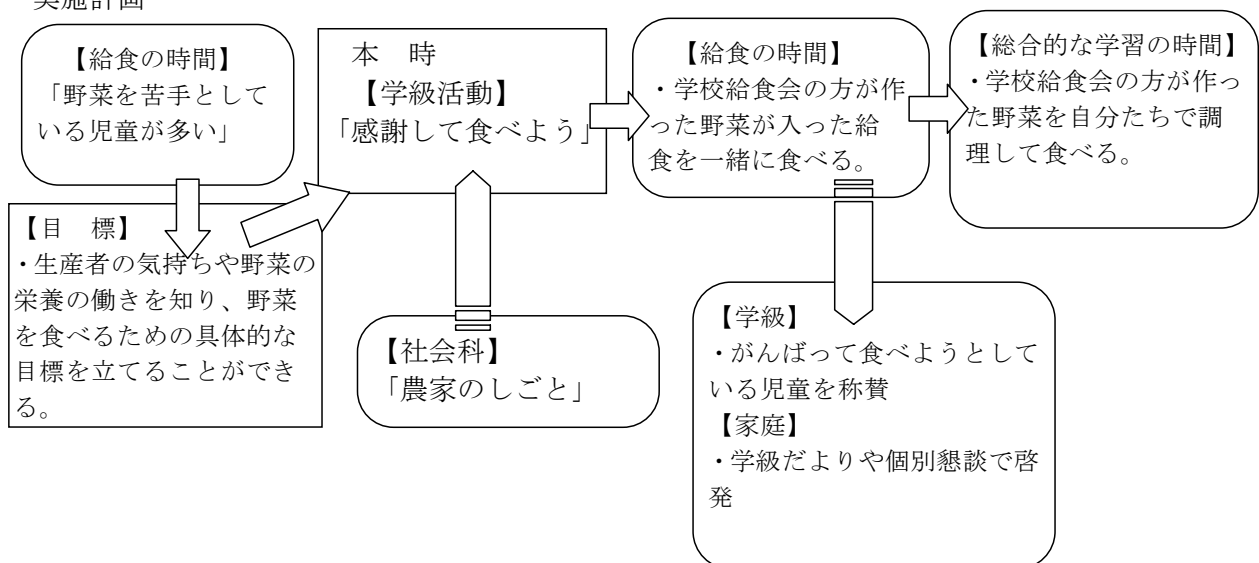 実施計画
【給食の時間】
「野菜を苦手として
いる児童が多い」
【目　標】
・生産者の気持ちや野菜の
栄養の働きを知り、野菜
を食べるための具体的な
目標を立てることができ
る。
本　時
【学級活動】
「感謝して食べよう」
【社会科】
「農家のしごと」
【給食の時間】
・学校給食会の方が作
った野菜が入った給
食を一緒に食べる。
【総合的な学習の時間】
・学校給食会の方が作っ
た野菜を自分たちで調
理して食べる。
【学級】
・がんばって食べようとして
いる児童を称賛
【家庭】
・学級だよりや個別懇談で啓
発